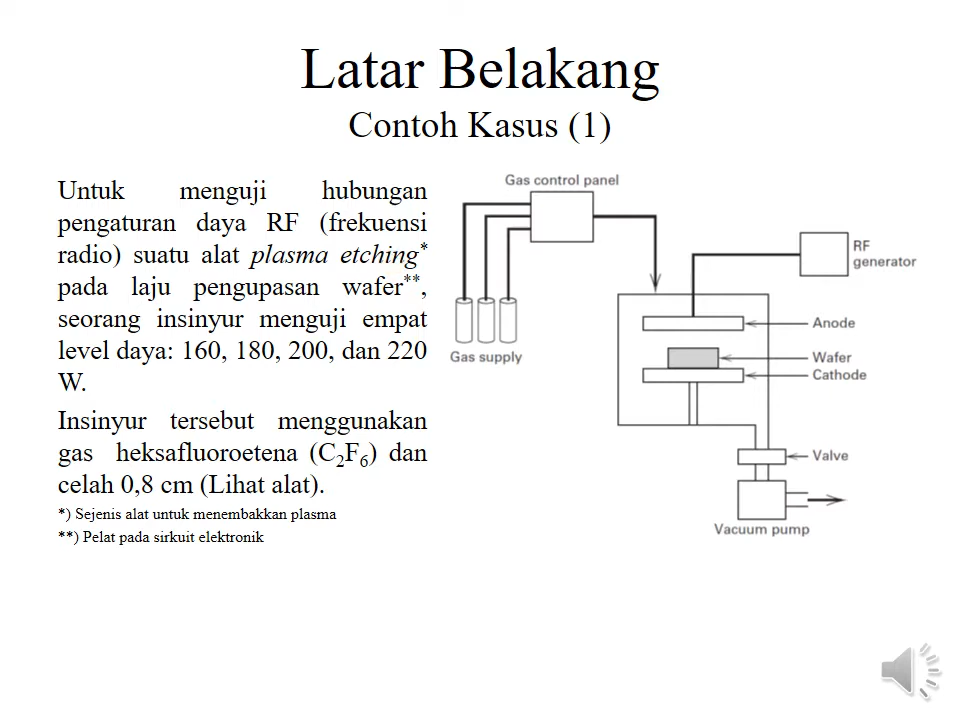 Latar Belakang
Contoh Kasus (1)
Untuk menguji hubungan
pengaturan daya RF (frekuensi
radio) suatu alat plasma etching*
pada laju pengupasan wafer**,
seorang insinyur menguji empat
level daya: 160, 180, 200, dan 220
W.
Insinyur tersebut menggunakan
gas heksafluoroetena (C2F6) dan
celah 0,8 cm (Lihat alat).
*) Sejenis alat untuk menembakkan plasma
**) Pelat pada sirkuit elektronik
Gas control panel
RF
generator
Anode
Wafer
Cathode
Gas supply
Valve
Vacuum pump